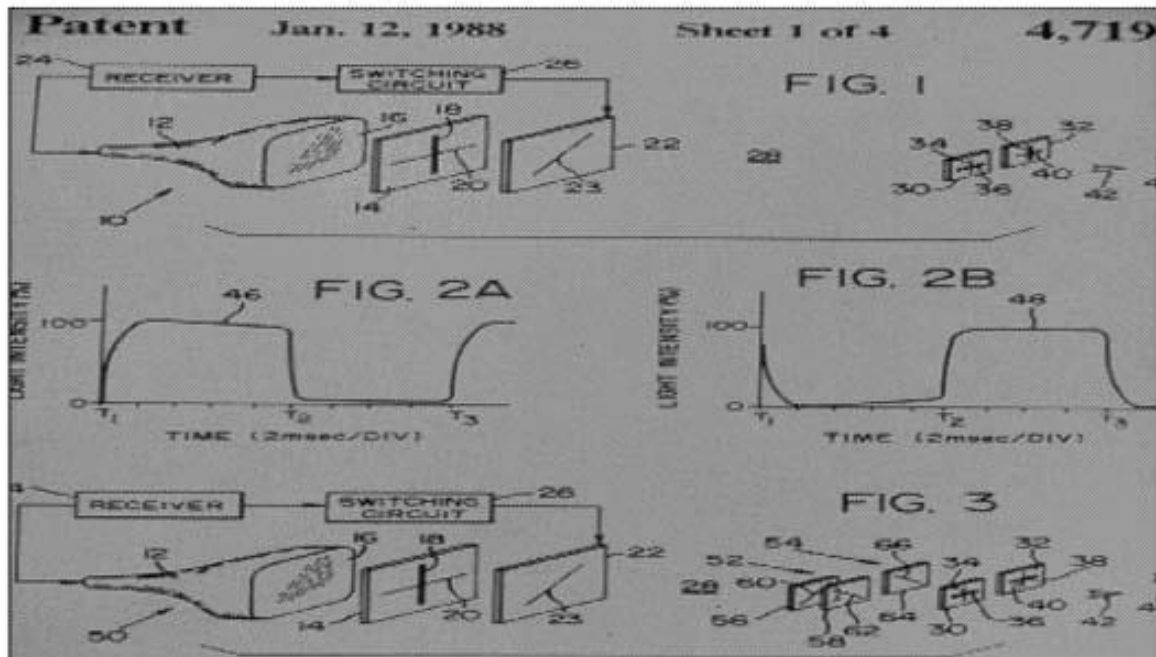 Patent Jan. 12, 1988 Sheet 1 of 4 4,719
24 RECEIVER SWITCHING CIRCUIT 26 FIG. 1
12 16 18 38 32
34
22 28
20 23 30 36 40 42
14
10
FIG. 2A FIG. 2B
46 48
LIGHT INTENSITY(%) 100 0 T1 T2 T3
LIGHT INTENSITY(%) 100 0 T1 T2 T3
TIME (2msec/DIV) TIME (2msec/DIV)
4 RECEIVER SWITCHING CIRCUIT 26 FIG. 3
12 16 18 22 52 54 66 34 32
28 60 38
20 56 64 40 42
50 14 23 58 62 30 36